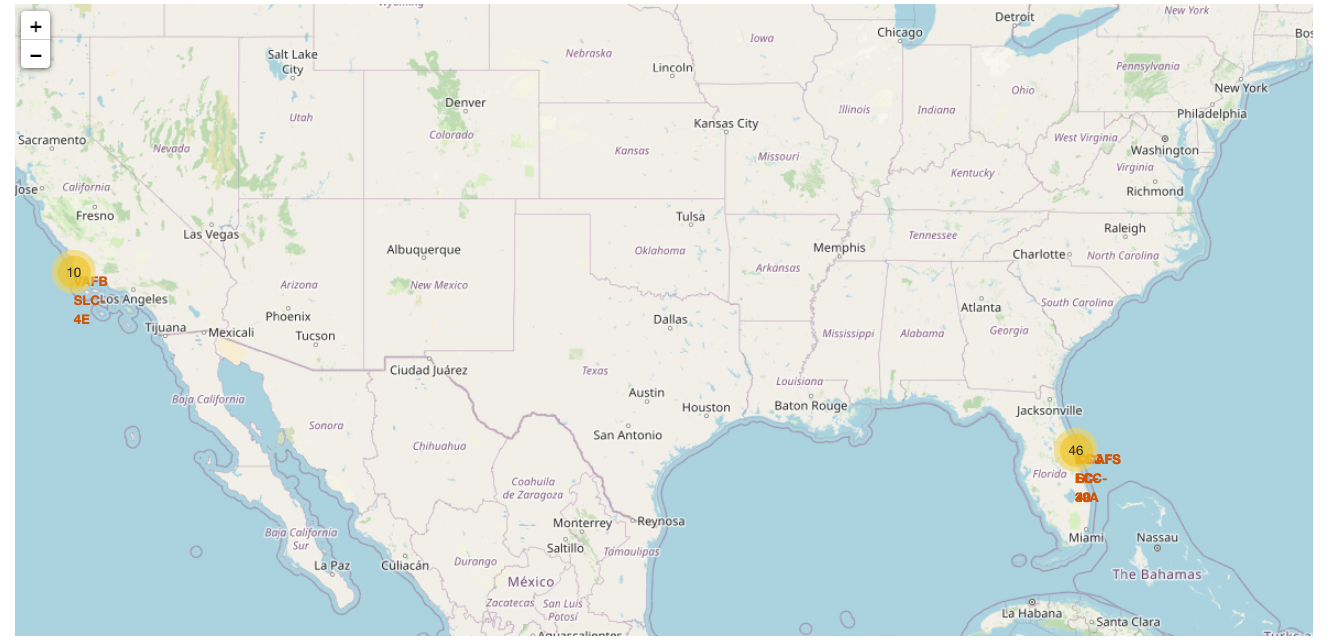 +
−
Wyoming
Detroit
New York
Chicago
Bos
Salt Lake
City
Nebraska
Iowa
Lincoln
Pennsylvania
New York
Denver
Utah
Colorado
Illinois
Indiana
Ohio
Philadelphia
Sacramento
Nevada
Kansas City
Kansas
Missouri
West Virginia
Washington
Virginia
Jose
California
Kentucky
Richmond
Fresno
Las Vegas
Tulsa
Raleigh
Albuquerque
Oklahoma
Memphis
Tennessee
Charlotte
North Carolina
10
VAFB
SLC-
4E
Los Angeles
Arizona
New Mexico
Arkansas
South Carolina
Atlanta
Phoenix
Tijuana
Mexicali
Tucson
Dallas
Mississippi
Alabama
Georgia
Ciudad Juárez
Texas
Baja California
Austin
Houston
Louisiana
Baton Rouge
Jacksonville
Sonora
San Antonio
Chihuahua
46
Florida
Coahuila
de Zaragoza
Monterrey
Reynosa
Baja California
Sur
Saltillo
Tamaulipas
Miami
Nassau
La Paz
Culiacán
Durango
México
The Bahamas
Zacatecas
San Luis
Potosí
La Habana
Santa Clara
Aguascalientes
Turks a